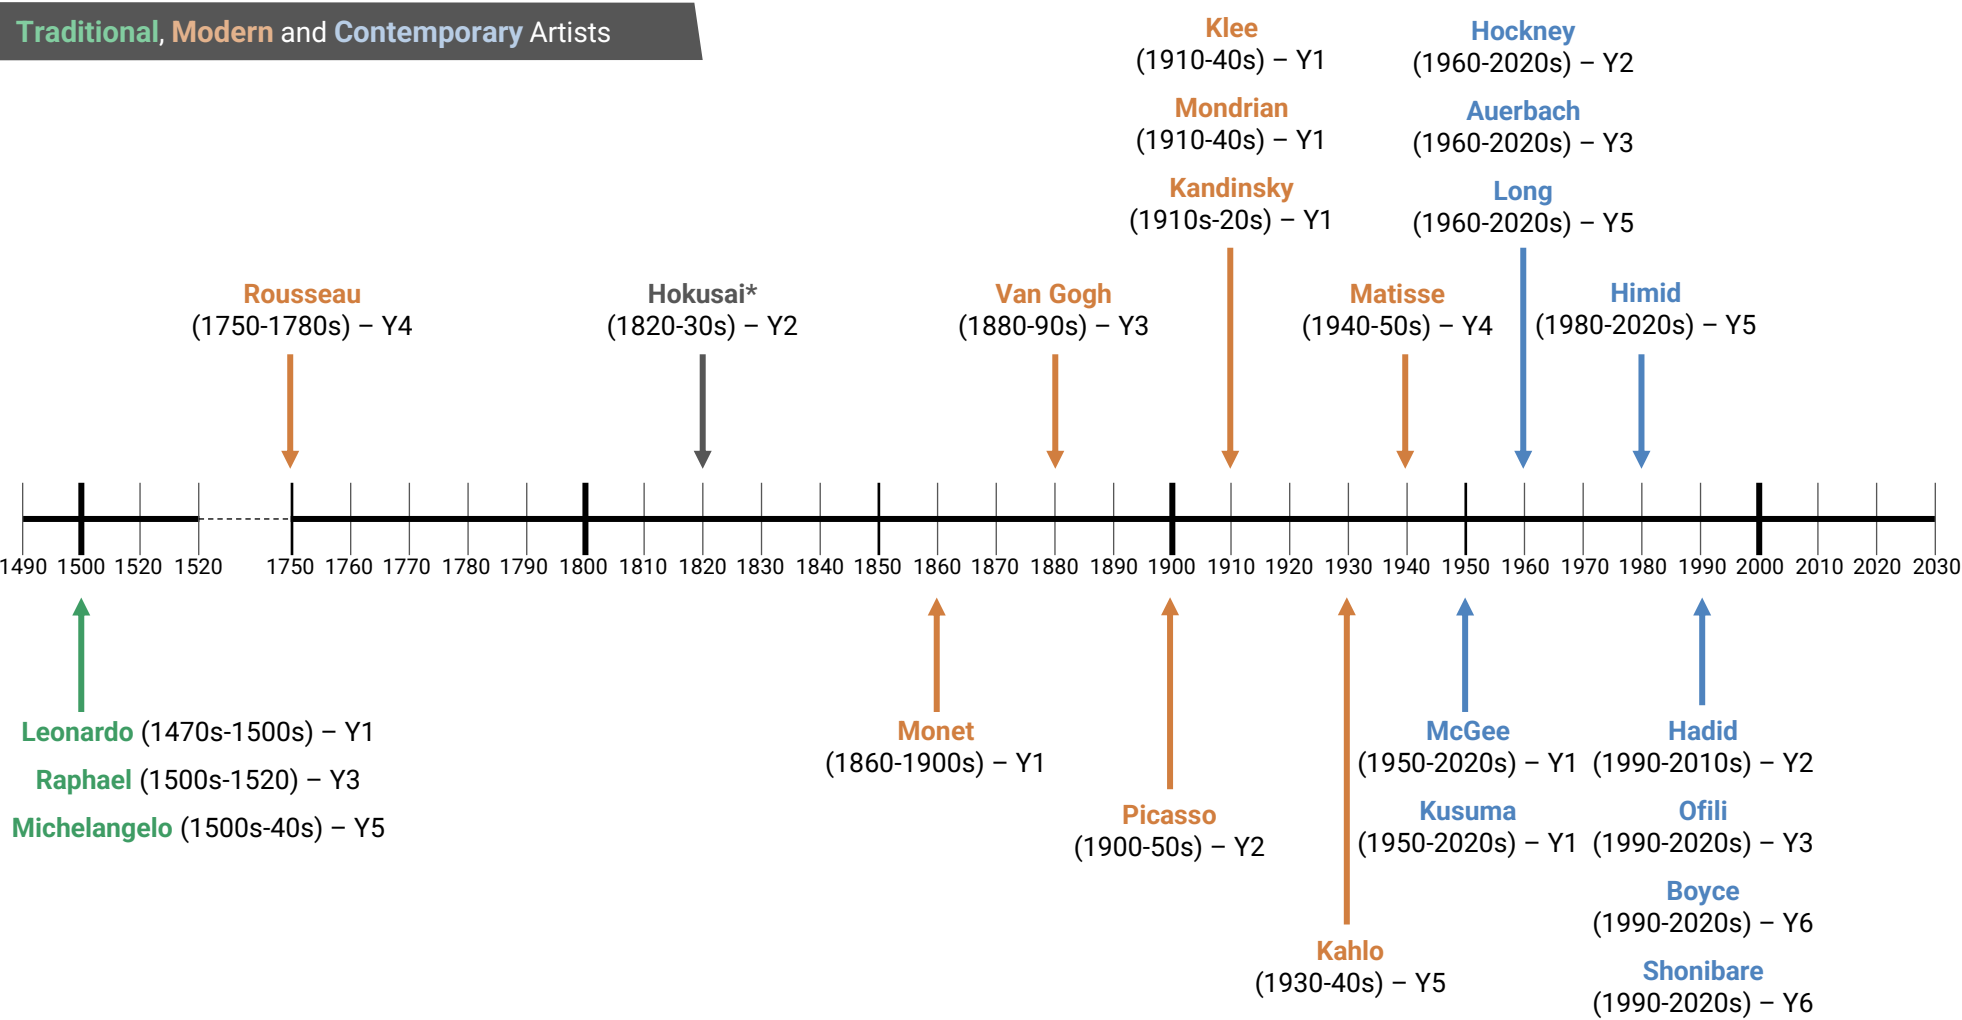 Traditional, Modern and Contemporary Artists
Klee
(1910-40s) – Y1
Mondrian
(1910-40s) – Y1
Kandinsky
(1910s-20s) – Y1
Hockney
(1960-2020s) – Y2
Auerbach
(1960-2020s) – Y3
Long
(1960-2020s) – Y5
Rousseau
(1750-1780s) – Y4
Hokusai*
(1820-30s) – Y2
Van Gogh
(1880-90s) – Y3
Matisse
(1940-50s) – Y4
Himid
(1980-2020s) – Y5
1490 1500 1520 1520 1750 1760 1770 1780 1790 1800 1810 1820 1830 1840 1850 1860 1870 1880 1890 1900 1910 1920 1930 1940 1950 1960 1970 1980 1990 2000 2010 2020 2030
Leonardo (1470s-1500s) – Y1
Raphael (1500s-1520) – Y3
Michelangelo (1500s-40s) – Y5
Monet
(1860-1900s) – Y1
Picasso
(1900-50s) – Y2
Kahlo
(1930-40s) – Y5
McGee
(1950-2020s) – Y1
Kusuma
(1950-2020s) – Y1
Hadid
(1990-2010s) – Y2
Ofili
(1990-2020s) – Y3
Boyce
(1990-2020s) – Y6
Shonibare
(1990-2020s) – Y6